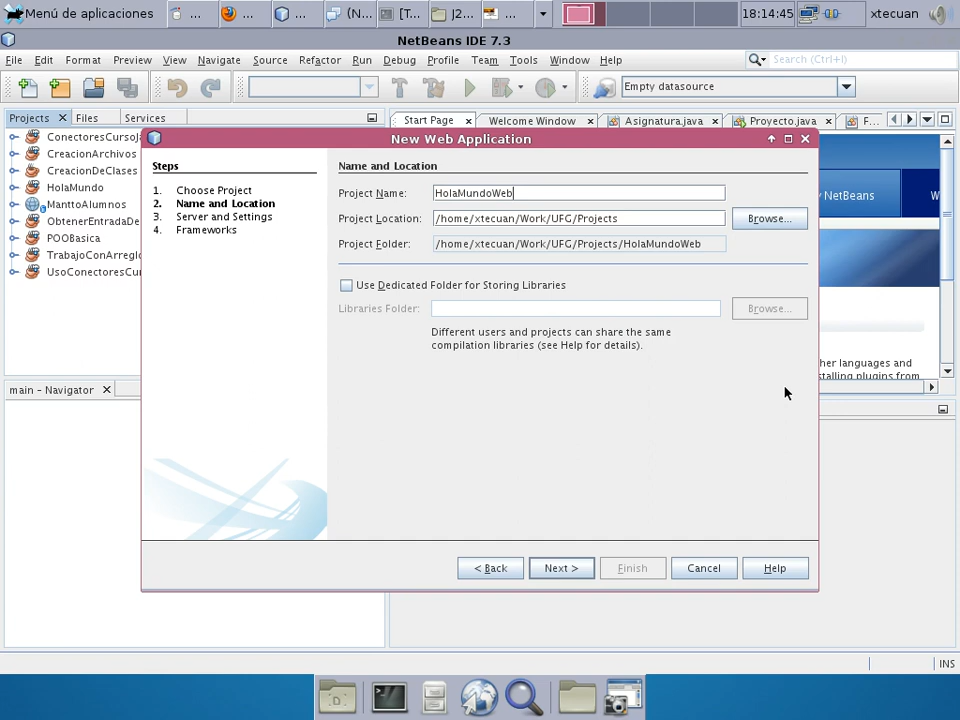 Menú de aplicaciones
...
...
...
(N...
[T...
J2...
...
18:14:45
xtecuan
NetBeans IDE 7.3
File Edit Format Preview View Navigate Source Refactor Run Debug Profile Team Tools Window Help
Search (Ctrl+I)
Empty datasource
Projects
Files
Services
Start Page
Welcome Window
Asignatura.java
Proyecto.java
F...
CreacionArchivos
CreacionDeClases
HolaMundo
ManttoAlumnos
ObtenerEntradaDe
POOBasica
TrabajoConArregl
UsoConectoresCur
main - Navigator
New Web Application
Steps
1. Choose Project
2. Name and Location
3. Server and Settings
4. Frameworks
Name and Location
Project Name: HolaMundoWeb
Project Location: /home/xtecuan/Work/UFG/Projects Browse...
Project Folder: /home/xtecuan/Work/UFG/Projects/HolaMundoWeb
Use Dedicated Folder for Storing Libraries
Libraries Folder: Browse...
Different users and projects can share the same
compilation libraries (see Help for details).
< Back Next > Finish Cancel Help
y NetBeans
W
her languages and
stalling plugins from
INS